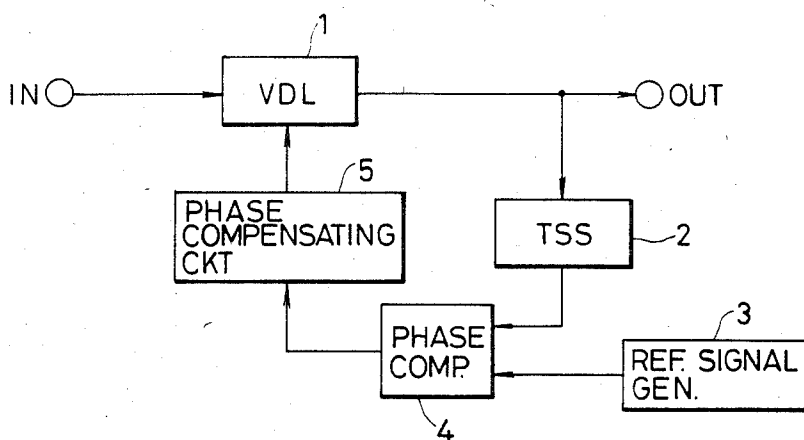 1
IN
VDL
OUT
5
PHASE
COMPENSATING
CKT
TSS
2
PHASE
COMP.
4
3
REF. SIGNAL
GEN.